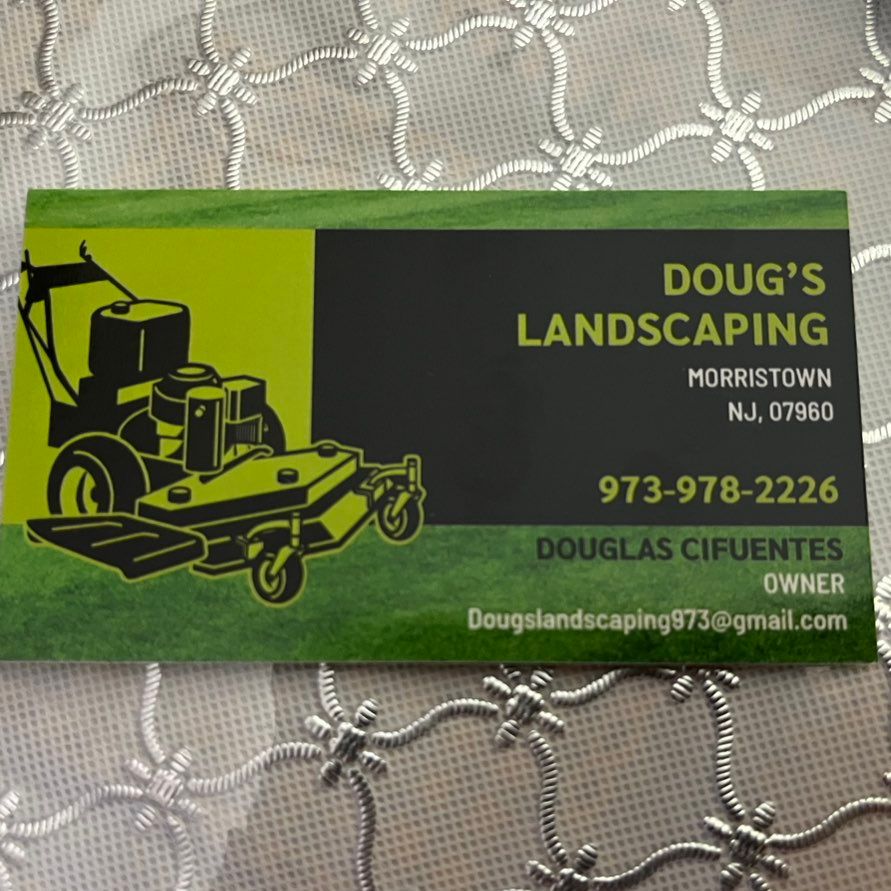 DOUG'S
LANDSCAPING
MORRISTOWN
NJ, 07960
973-978-2226
DOUGLAS CIFUENTES
OWNER
Dougslandscaping973@gmail.com